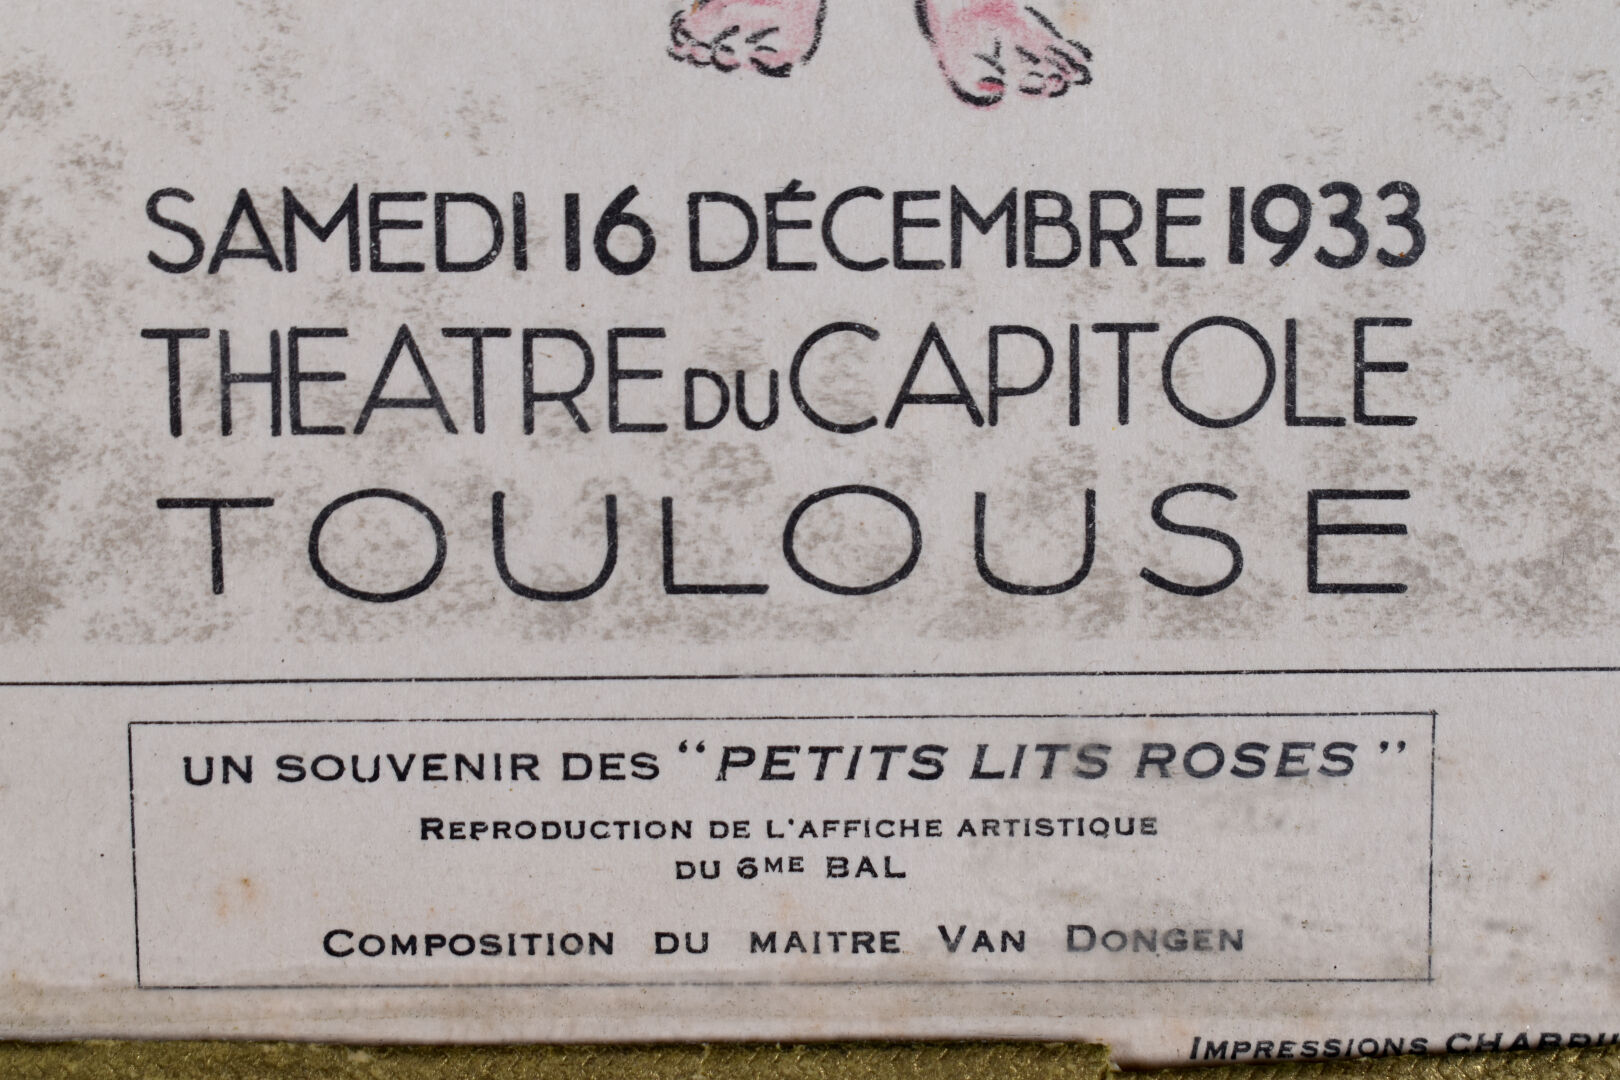 SAMEDI 16 DÉCEMBRE 1933
THEATRE DU CAPITOLE
TOULOUSE
UN SOUVENIR DES “PETITS LITS ROSES”
REPRODUCTION DE L'AFFICHE ARTISTIQUE
DU 6ME BAL
COMPOSITION DU MAITRE VAN DONGEN
IMPRESSIONS